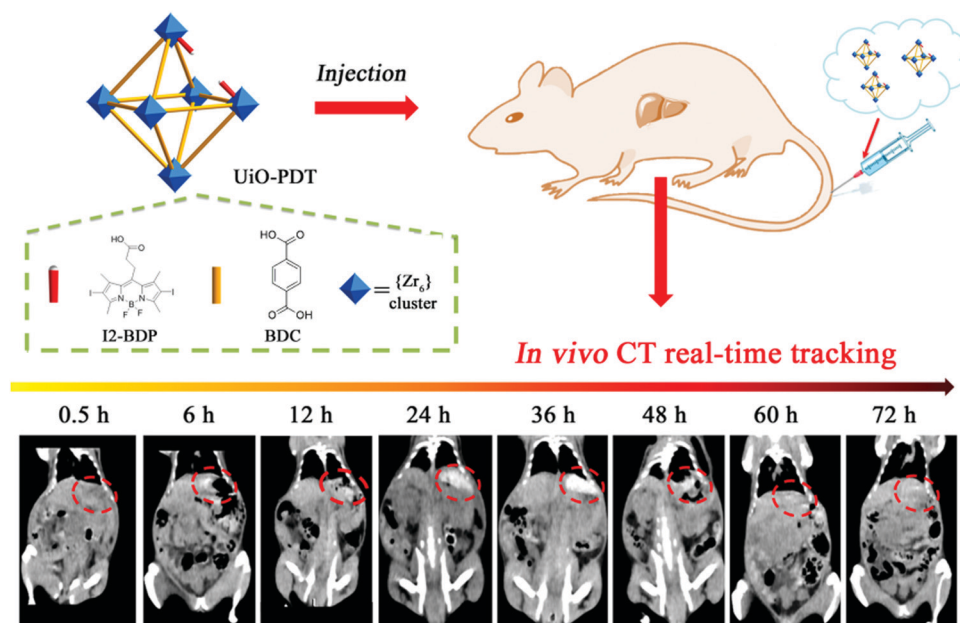 Injection
UiO-PDT
HO
O
I
I
N
N
B
F
F
I2-BDP
HO
O
O
OH
BDC
= {Zr6}
cluster
In vivo CT real-time tracking
0.5 h 6 h 12 h 24 h 36 h 48 h 60 h 72 h